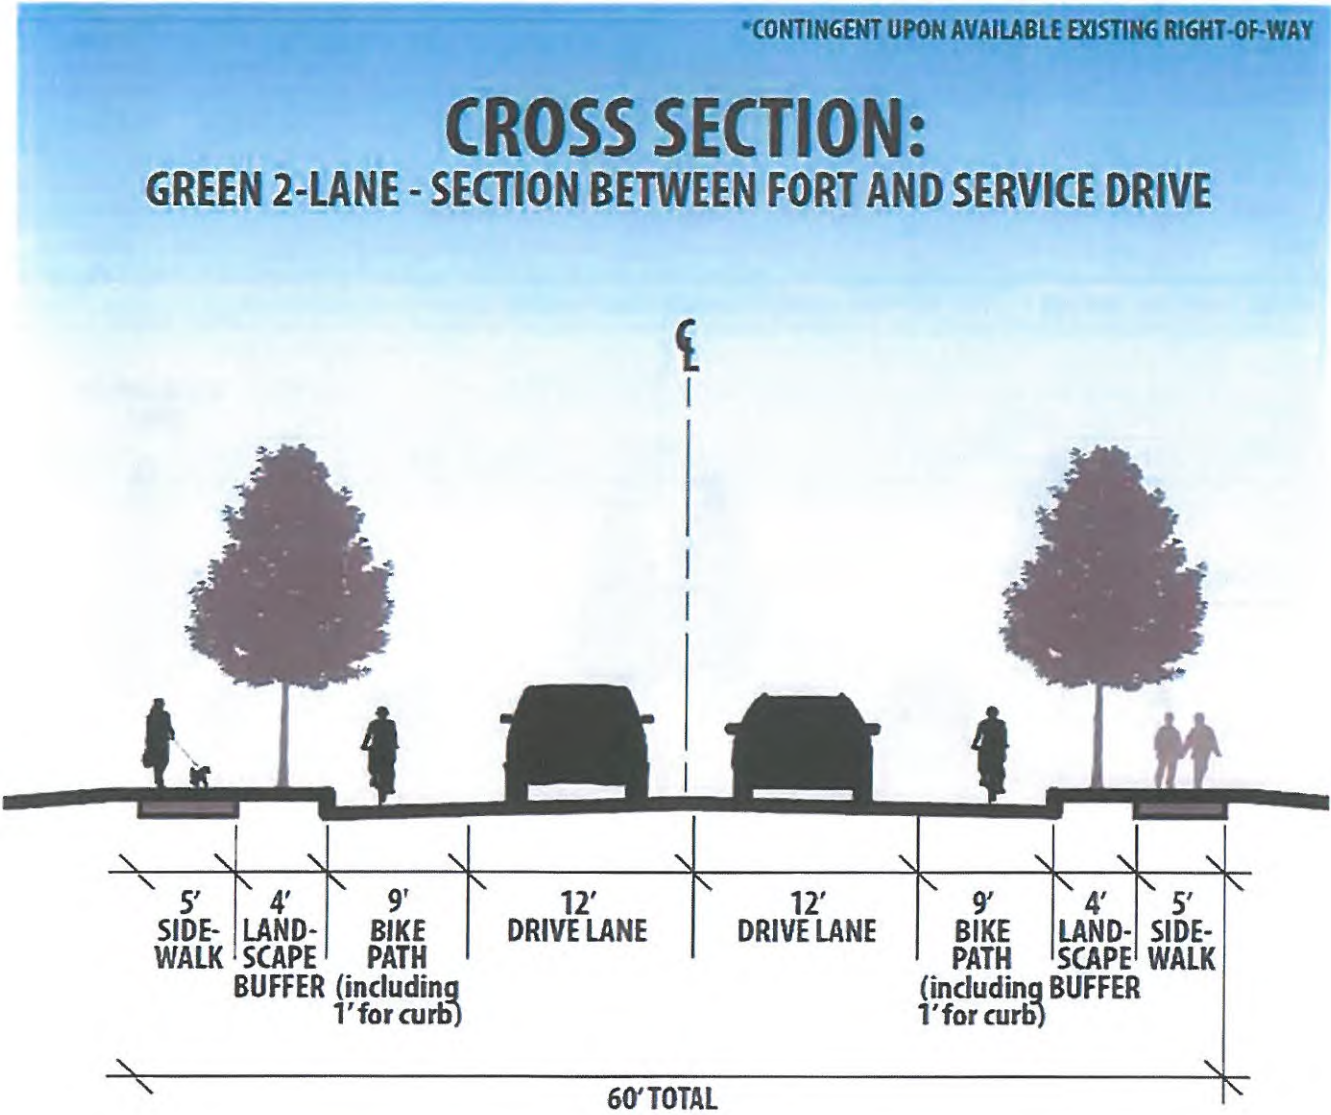 *CONTINGENT UPON AVAILABLE EXISTING RIGHT-OF-WAY
CROSS SECTION:
GREEN 2-LANE - SECTION BETWEEN FORT AND SERVICE DRIVE
℄
5'
SIDE-
WALK
4'
LAND-
SCAPE
BUFFER
9'
BIKE
PATH
(including
1' for curb)
12'
DRIVE LANE
12'
DRIVE LANE
9'
BIKE
PATH
(including
1' for curb)
4'
LAND-
SCAPE
BUFFER
5'
SIDE-
WALK
60' TOTAL